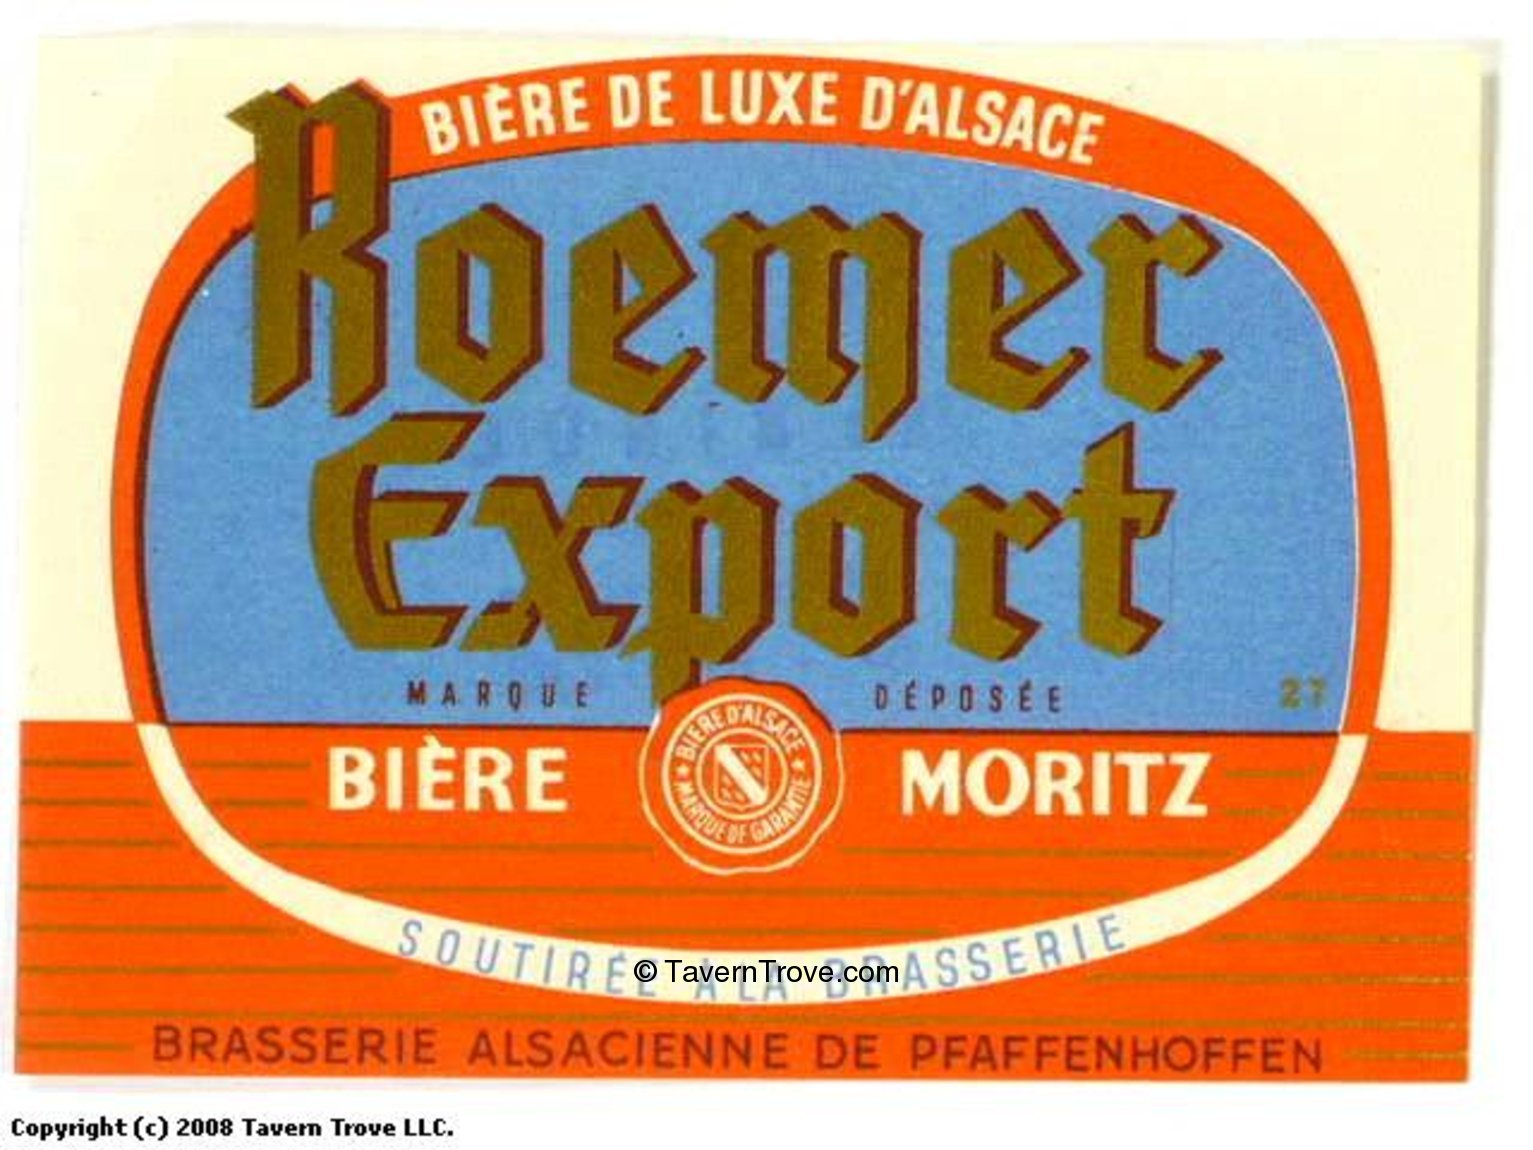 BIÈRE DE LUXE D'ALSACE
Roemer
Export
MARQUE DÉPOSÉE
27
BIÈRE MORITZ
BIÈRE D'ALSACE
MARQUE DE GARANTIE
SOUTIRÉE A LA BRASSERIE
© TavernTrove.com
BRASSERIE ALSACIENNE DE PFAFFENHOFFEN
Copyright (c) 2008 Tavern Trove LLC.